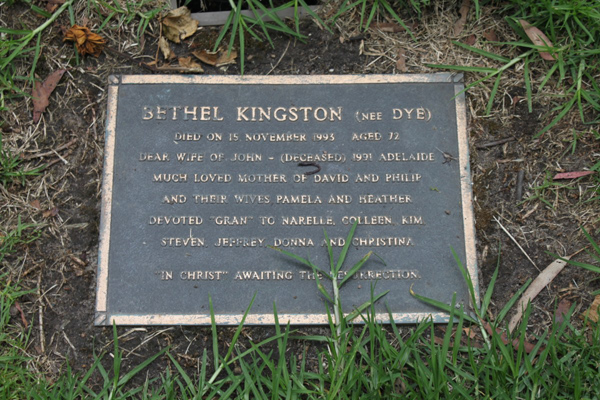 BETHEL KINGSTON (NEE DYE)
DIED ON 15 NOVEMBER 1993 AGED 72
DEAR WIFE OF JOHN - (DECEASED) 1991 ADELAIDE
MUCH LOVED MOTHER OF DAVID AND PHILIP
AND THEIR WIVES PAMELA AND HEATHER
DEVOTED "GRAN" TO NARELLE, COLLEEN, KIM,
STEVEN, JEFFREY, DONNA AND CHRISTINA
"IN CHRIST" AWAITING THE RESURRECTION.